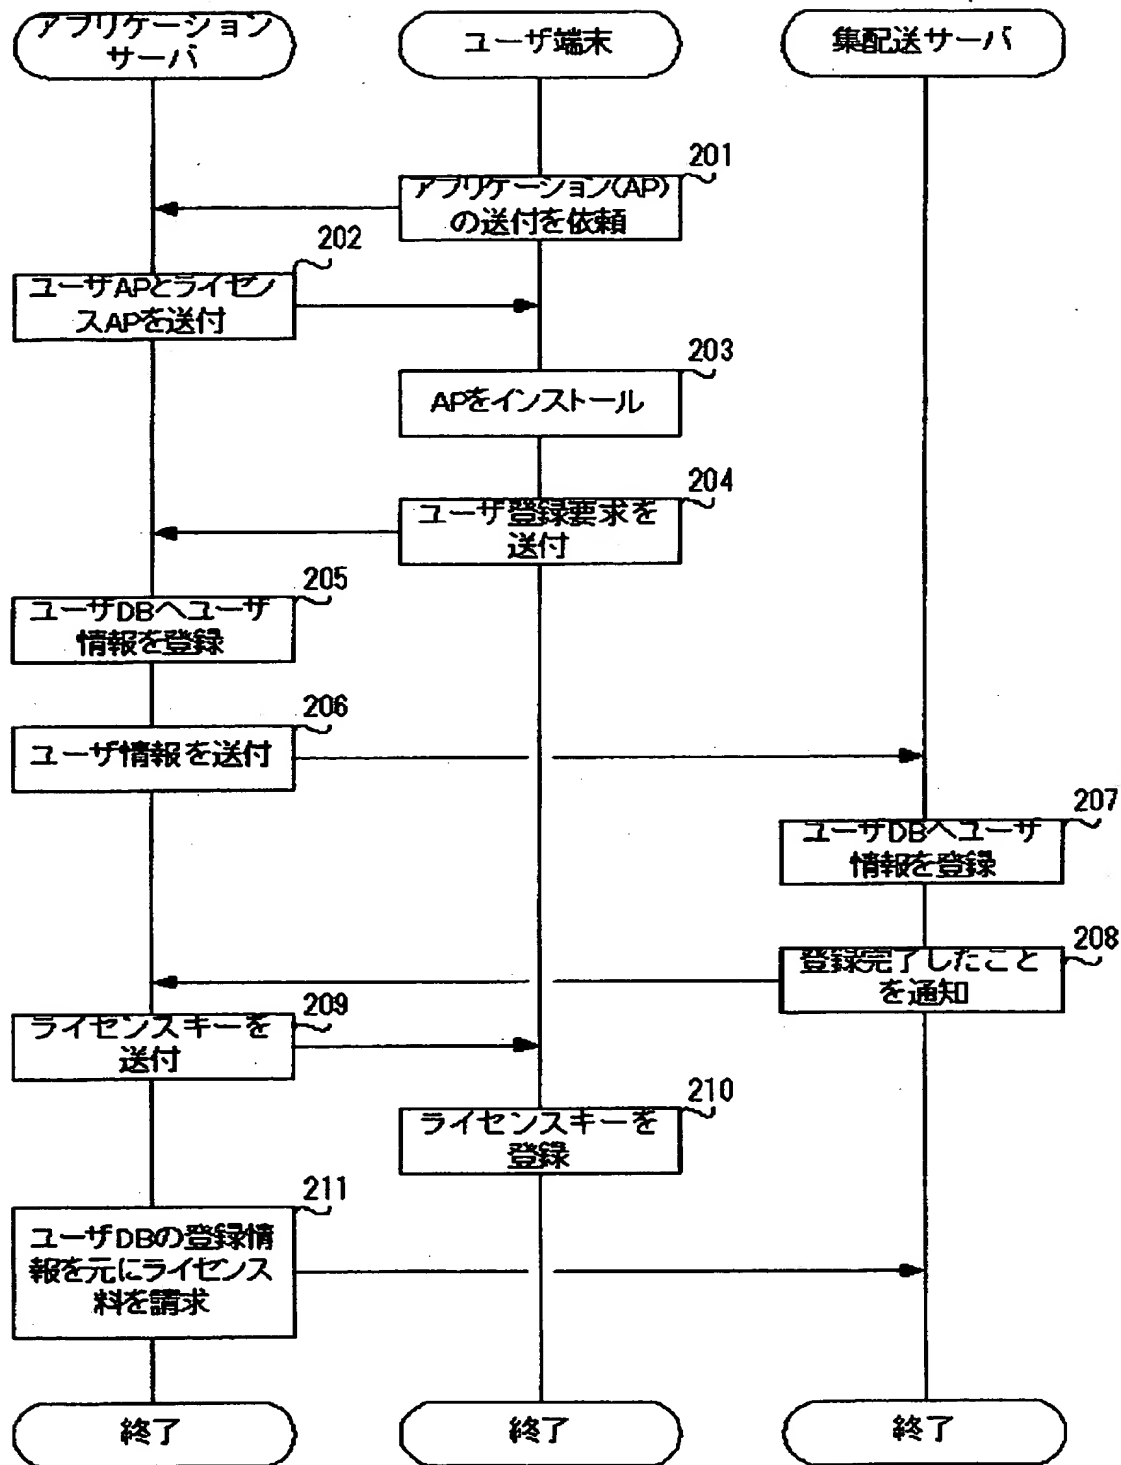 アプリケーション
サーバ
ユーザ端末
集配送サーバ
201
アプリケーション(AP)
の送付を依頼
202
ユーザAPとライセン
スAPを送付
203
APをインストール
204
ユーザ登録要求を
送付
205
ユーザDBへユーザ
情報を登録
206
ユーザ情報を送付
207
ユーザDBへユーザ
情報を登録
208
登録完了したこと
を通知
209
ライセンスキーを
送付
210
ライセンスキーを
登録
211
ユーザDBの登録情
報を元にライセンス
料を請求
終了
終了
終了